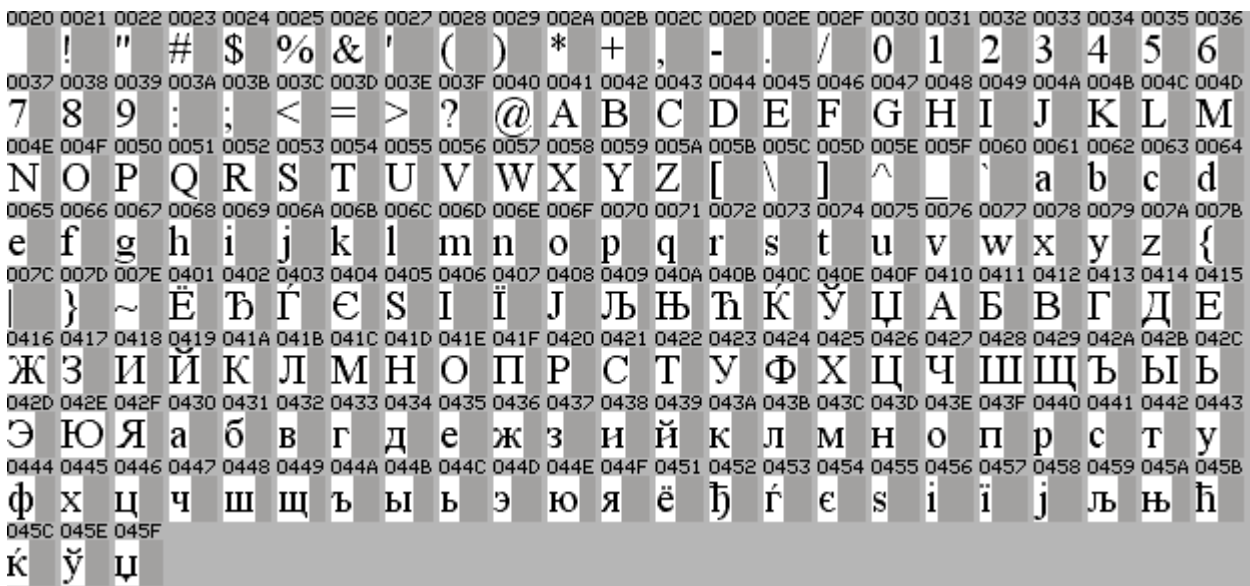 0020 0021 0022 0023 0024 0025 0026 0027 0028 0029 002A 002B 002C 002D 002E 002F 0030 0031 0032 0033 0034 0035 0036
! " # $ % & ' ( ) * + , - . / 0 1 2 3 4 5 6
0037 0038 0039 003A 003B 003C 003D 003E 003F 0040 0041 0042 0043 0044 0045 0046 0047 0048 0049 004A 004B 004C 004D
7 8 9 : ; < = > ? @ A B C D E F G H I J K L M
004E 004F 0050 0051 0052 0053 0054 0055 0056 0057 0058 0059 005A 005B 005C 005D 005E 005F 0060 0061 0062 0063 0064
N O P Q R S T U V W X Y Z [ \ ] ^ _ ` a b c d
0065 0066 0067 0068 0069 006A 006B 006C 006D 006E 006F 0070 0071 0072 0073 0074 0075 0076 0077 0078 0079 007A 007B
e f g h i j k l m n o p q r s t u v w x y z {
007C 007D 007E 0401 0402 0403 0404 0405 0406 0407 0408 0409 040A 040B 040C 040E 040F 0410 0411 0412 0413 0414 0415
| } ~ Ё Ђ Ѓ Є Ѕ І Ї Ј Љ Њ Ћ Ќ Ў Џ А Б В Г Д Е
0416 0417 0418 0419 041A 041B 041C 041D 041E 041F 0420 0421 0422 0423 0424 0425 0426 0427 0428 0429 042A 042B 042C
Ж З И Й К Л М Н О П Р С Т У Ф Х Ц Ч Ш Щ Ъ Ы Ь
042D 042E 042F 0430 0431 0432 0433 0434 0435 0436 0437 0438 0439 043A 043B 043C 043D 043E 043F 0440 0441 0442 0443
Э Ю Я а б в г д е ж з и й к л м н о п р с т у
0444 0445 0446 0447 0448 0449 044A 044B 044C 044D 044E 044F 0451 0452 0453 0454 0455 0456 0457 0458 0459 045A 045B
ф х ц ч ш щ ъ ы ь э ю я ё ђ ѓ є ѕ і ї ј љ њ ћ
045C 045E 045F
ќ ў џ